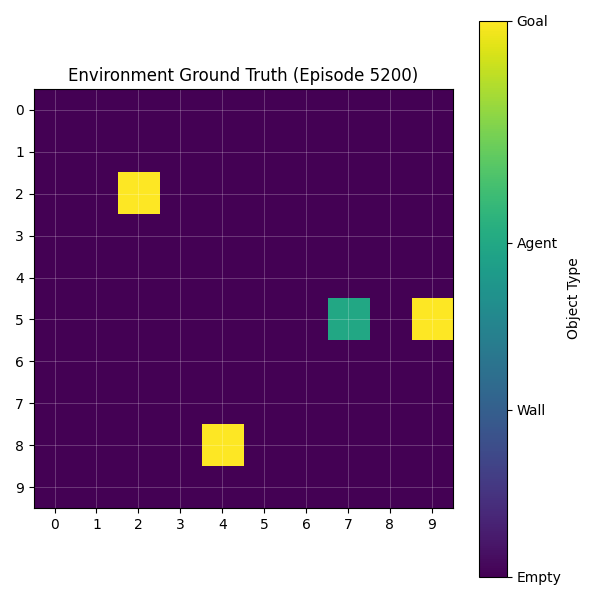 Environment Ground Truth (Episode 5200)
0
1
2
3
4
5
6
7
8
9
0 1 2 3 4 5 6 7 8 9
Goal
Agent
Wall
Empty
Object Type